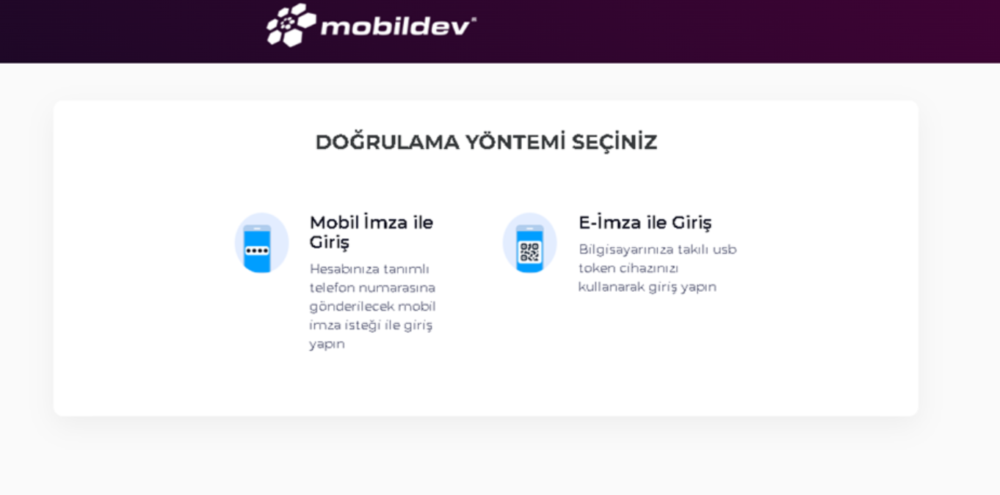 mobildev
DOĞRULAMA YÖNTEMİ SEÇİNİZ
Mobil İmza ile
Giriş
Hesabınıza tanımlı
telefon numarasına
gönderilecek mobil
imza isteği ile giriş
yapın
E-İmza ile Giriş
Bilgisayarınıza takılı usb
token cihazınızı
kullanarak giriş yapın